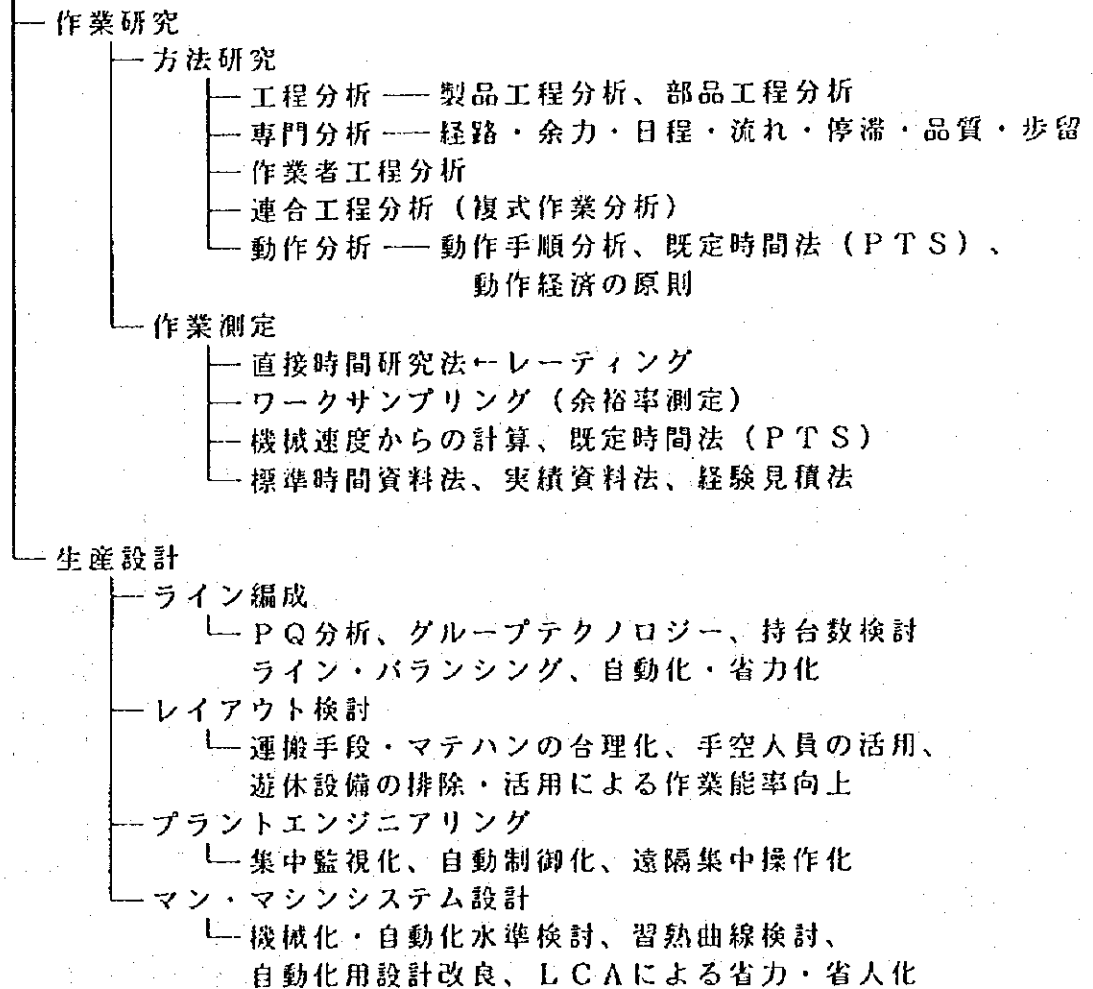 作業研究
方法研究
工程分析 ── 製品工程分析、部品工程分析
専門分析 ── 経路・余力・日程・流れ・停滞・品質・歩留
作業者工程分析
連合工程分析（複式作業分析）
動作分析 ── 動作手順分析、既定時間法（ＰＴＳ）、
動作経済の原則
作業測定
直接時間研究法←レーティング
ワークサンプリング（余裕率測定）
機械速度からの計算、既定時間法（ＰＴＳ）
標準時間資料法、実績資料法、経験見積法
生産設計
ライン編成
ＰＱ分析、グループテクノロジー、持台数検討
ライン・バランシング、自動化・省力化
レイアウト検討
運搬手段・マテハンの合理化、手空人員の活用、
遊休設備の排除・活用による作業能率向上
プラントエンジニアリング
集中監視化、自動制御化、遠隔集中操作化
マン・マシンシステム設計
機械化・自動化水準検討、習熟曲線検討、
自動化用設計改良、ＬＣＡによる省力・省人化